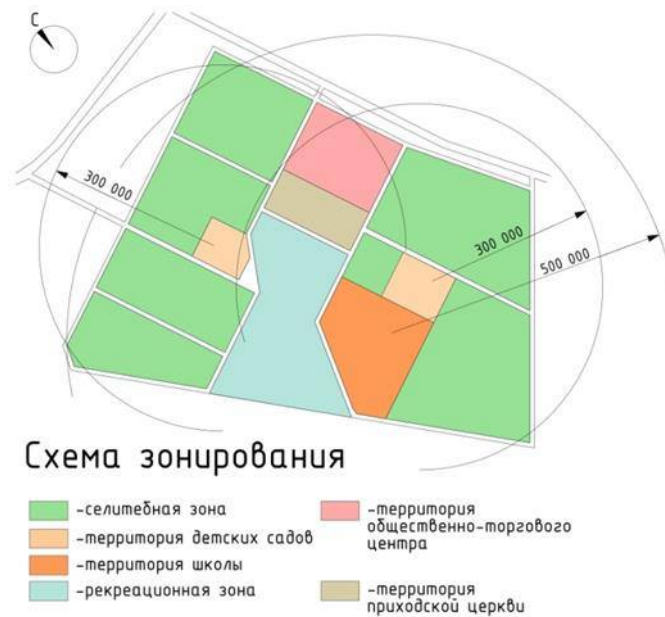 С
300 000
300 000
500 000
Схема зонирования
-селитебная зона
-территория детских садов
-территория школы
-рекреационная зона
-территория
общественно-торгового
центра
-территория
приходской церкви